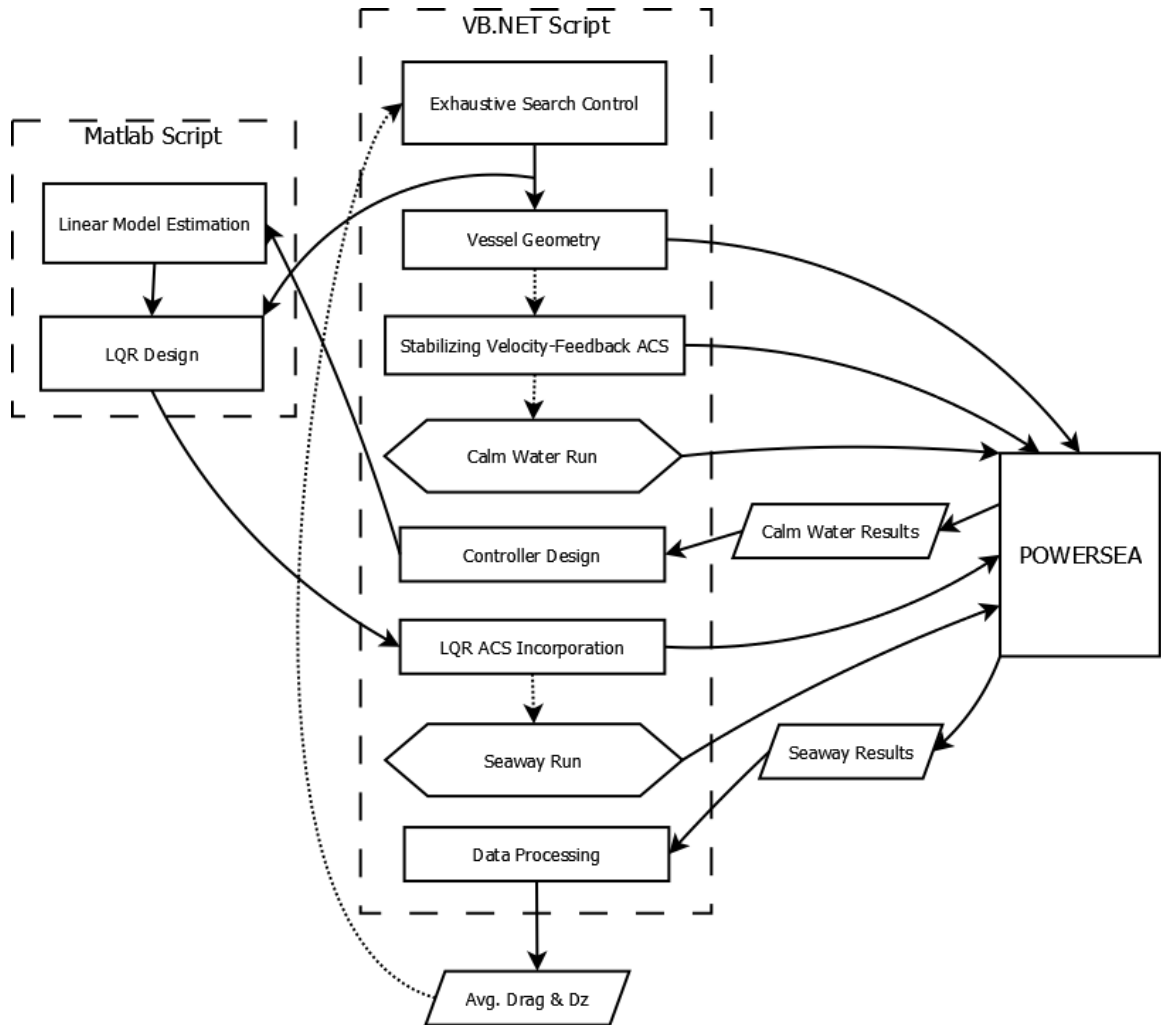 VB.NET Script
Exhaustive Search Control
Matlab Script
Linear Model Estimation
Vessel Geometry
LQR Design
Stabilizing Velocity-Feedback ACS
Calm Water Run
Calm Water Results
Controller Design
POWERSEA
LQR ACS Incorporation
Seaway Run
Seaway Results
Data Processing
Avg. Drag & Dz